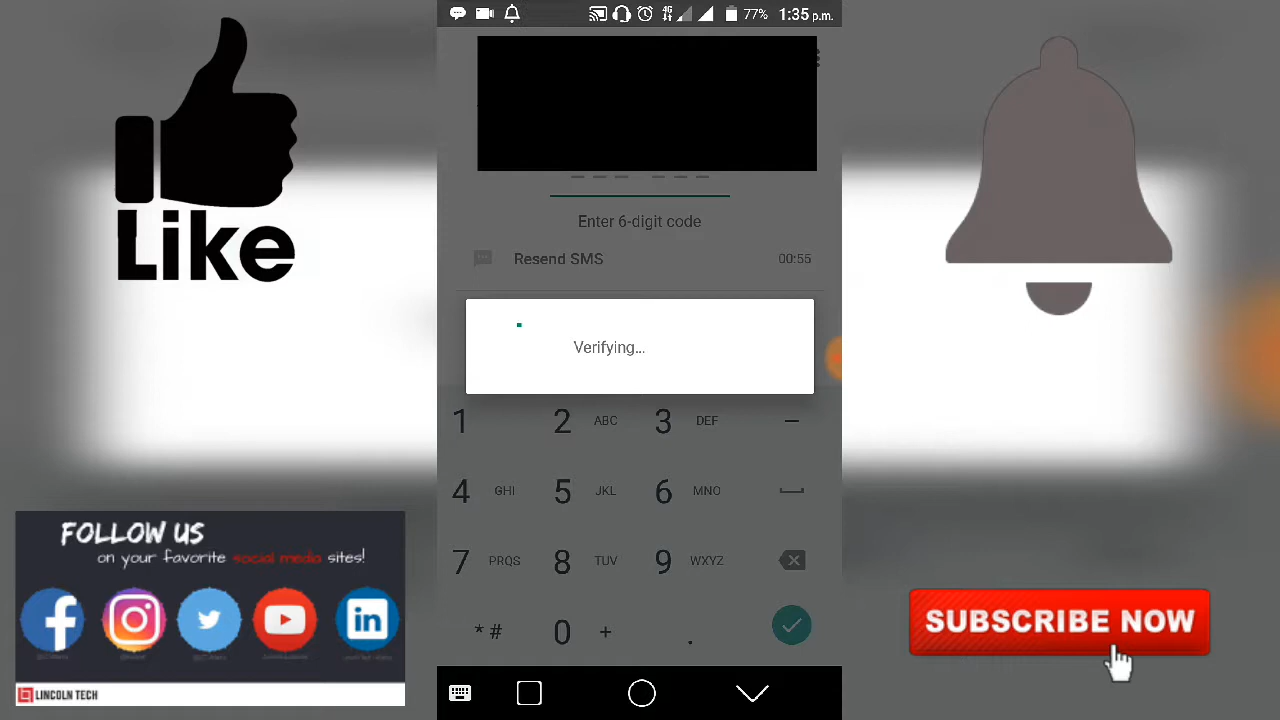 4G 77% 1:35 p.m.
Like
Enter 6-digit code
Resend SMS 00:55
Verifying...
1 2 ABC 3 DEF –
4 GHI 5 JKL 6 MNO
7 PRQS 8 TUV 9 WXYZ
* # 0 + .
FOLLOW US
on your favorite social media sites!
LINCOLN TECH
SUBSCRIBE NOW